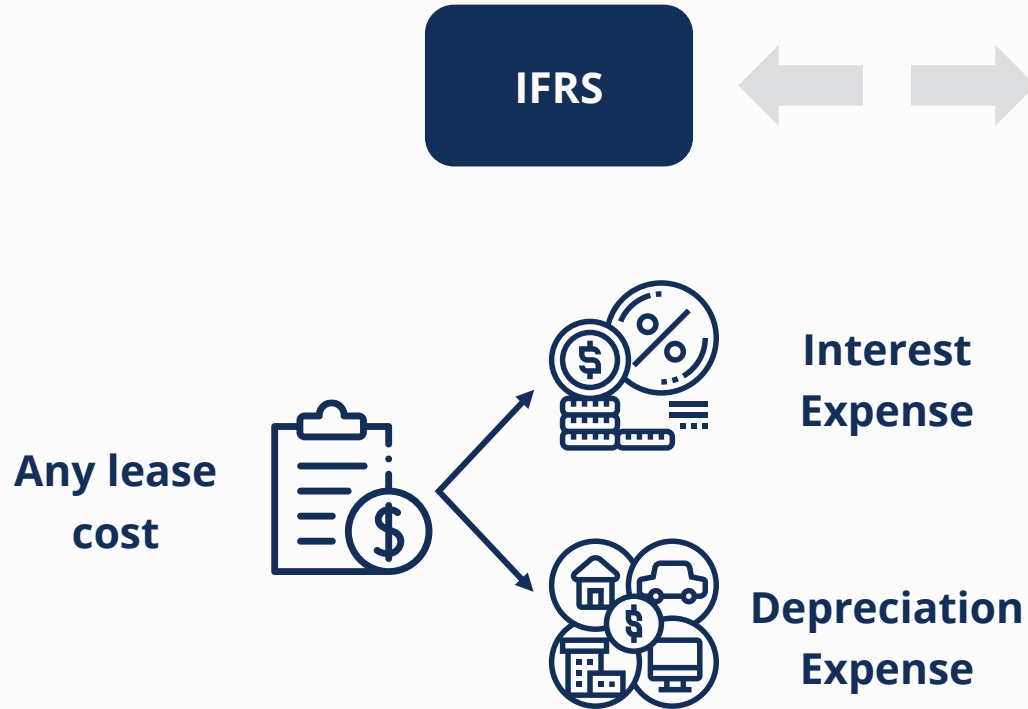 IFRS
Interest
Expense
Any lease
cost
Depreciation
Expense